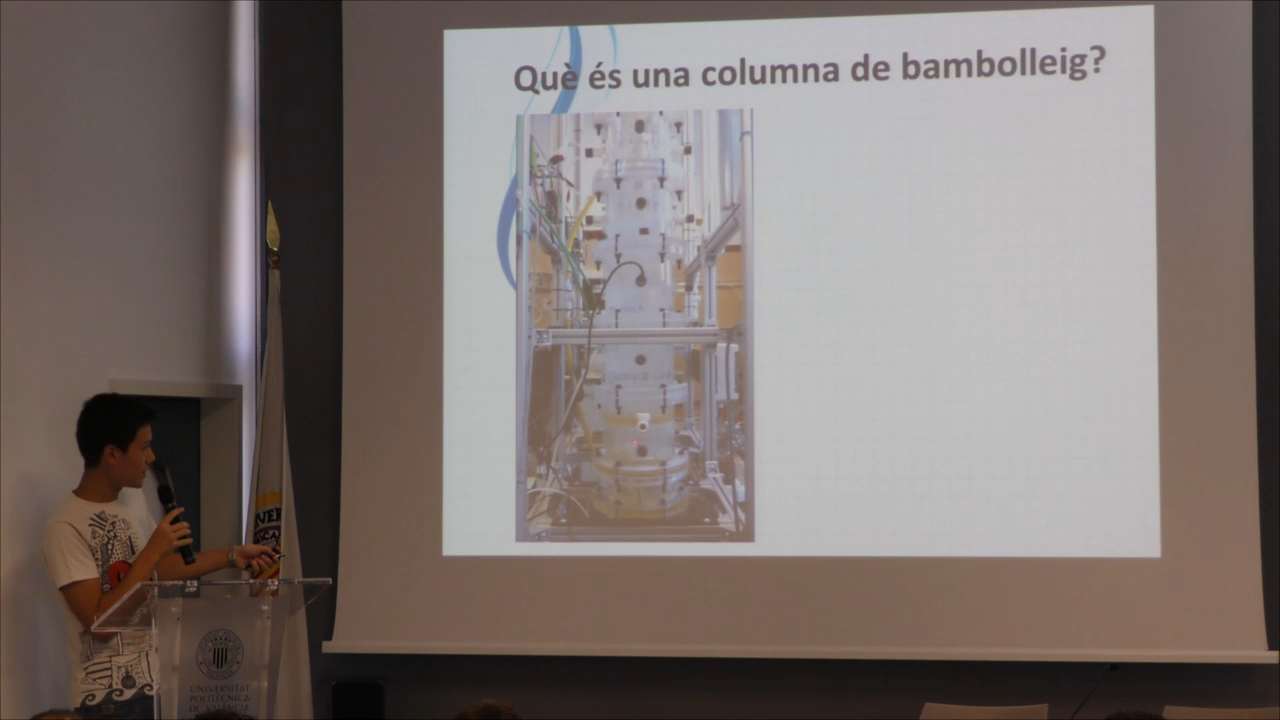 Què és una columna de bambolleig?
UNIVERSITAT
POLITÈCNICA
DE VALÈNCIA